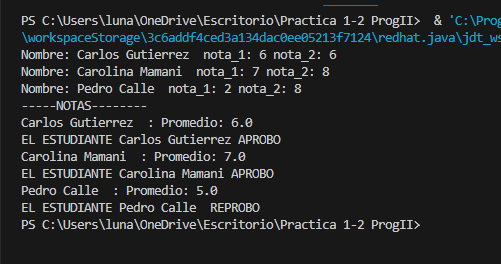 PS C:\Users\luna\OneDrive\Escritorio\Practica 1-2 ProgII>  & 'C:\Prog
\workspaceStorage\3c6addf4ced3a134dac0ee05213f7124\redhat.java\jdt_ws
Nombre: Carlos Gutierrez  nota_1: 6 nota_2: 6
Nombre: Carolina Mamani  nota_1: 7 nota_2: 8
Nombre: Pedro Calle  nota_1: 2 nota_2: 8
-----NOTAS--------
Carlos Gutierrez  : Promedio: 6.0
EL ESTUDIANTE Carlos Gutierrez APROBO
Carolina Mamani  : Promedio: 7.0
EL ESTUDIANTE Carolina Mamani APROBO
Pedro Calle  : Promedio: 5.0
EL ESTUDIANTE Pedro Calle  REPROBO
PS C:\Users\luna\OneDrive\Escritorio\Practica 1-2 ProgII>